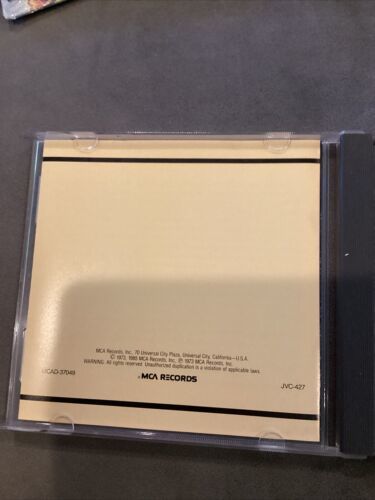 MCA Records, Inc., 70 Universal City Plaza, Universal City, California—U.S.A.
© 1973, 1985 MCA Records, Inc. ℗ 1973 MCA Records, Inc.
WARNING: All rights reserved. Unauthorized duplication is a violation of applicable laws.
MCAD-37049
MCA RECORDS
JVC-427